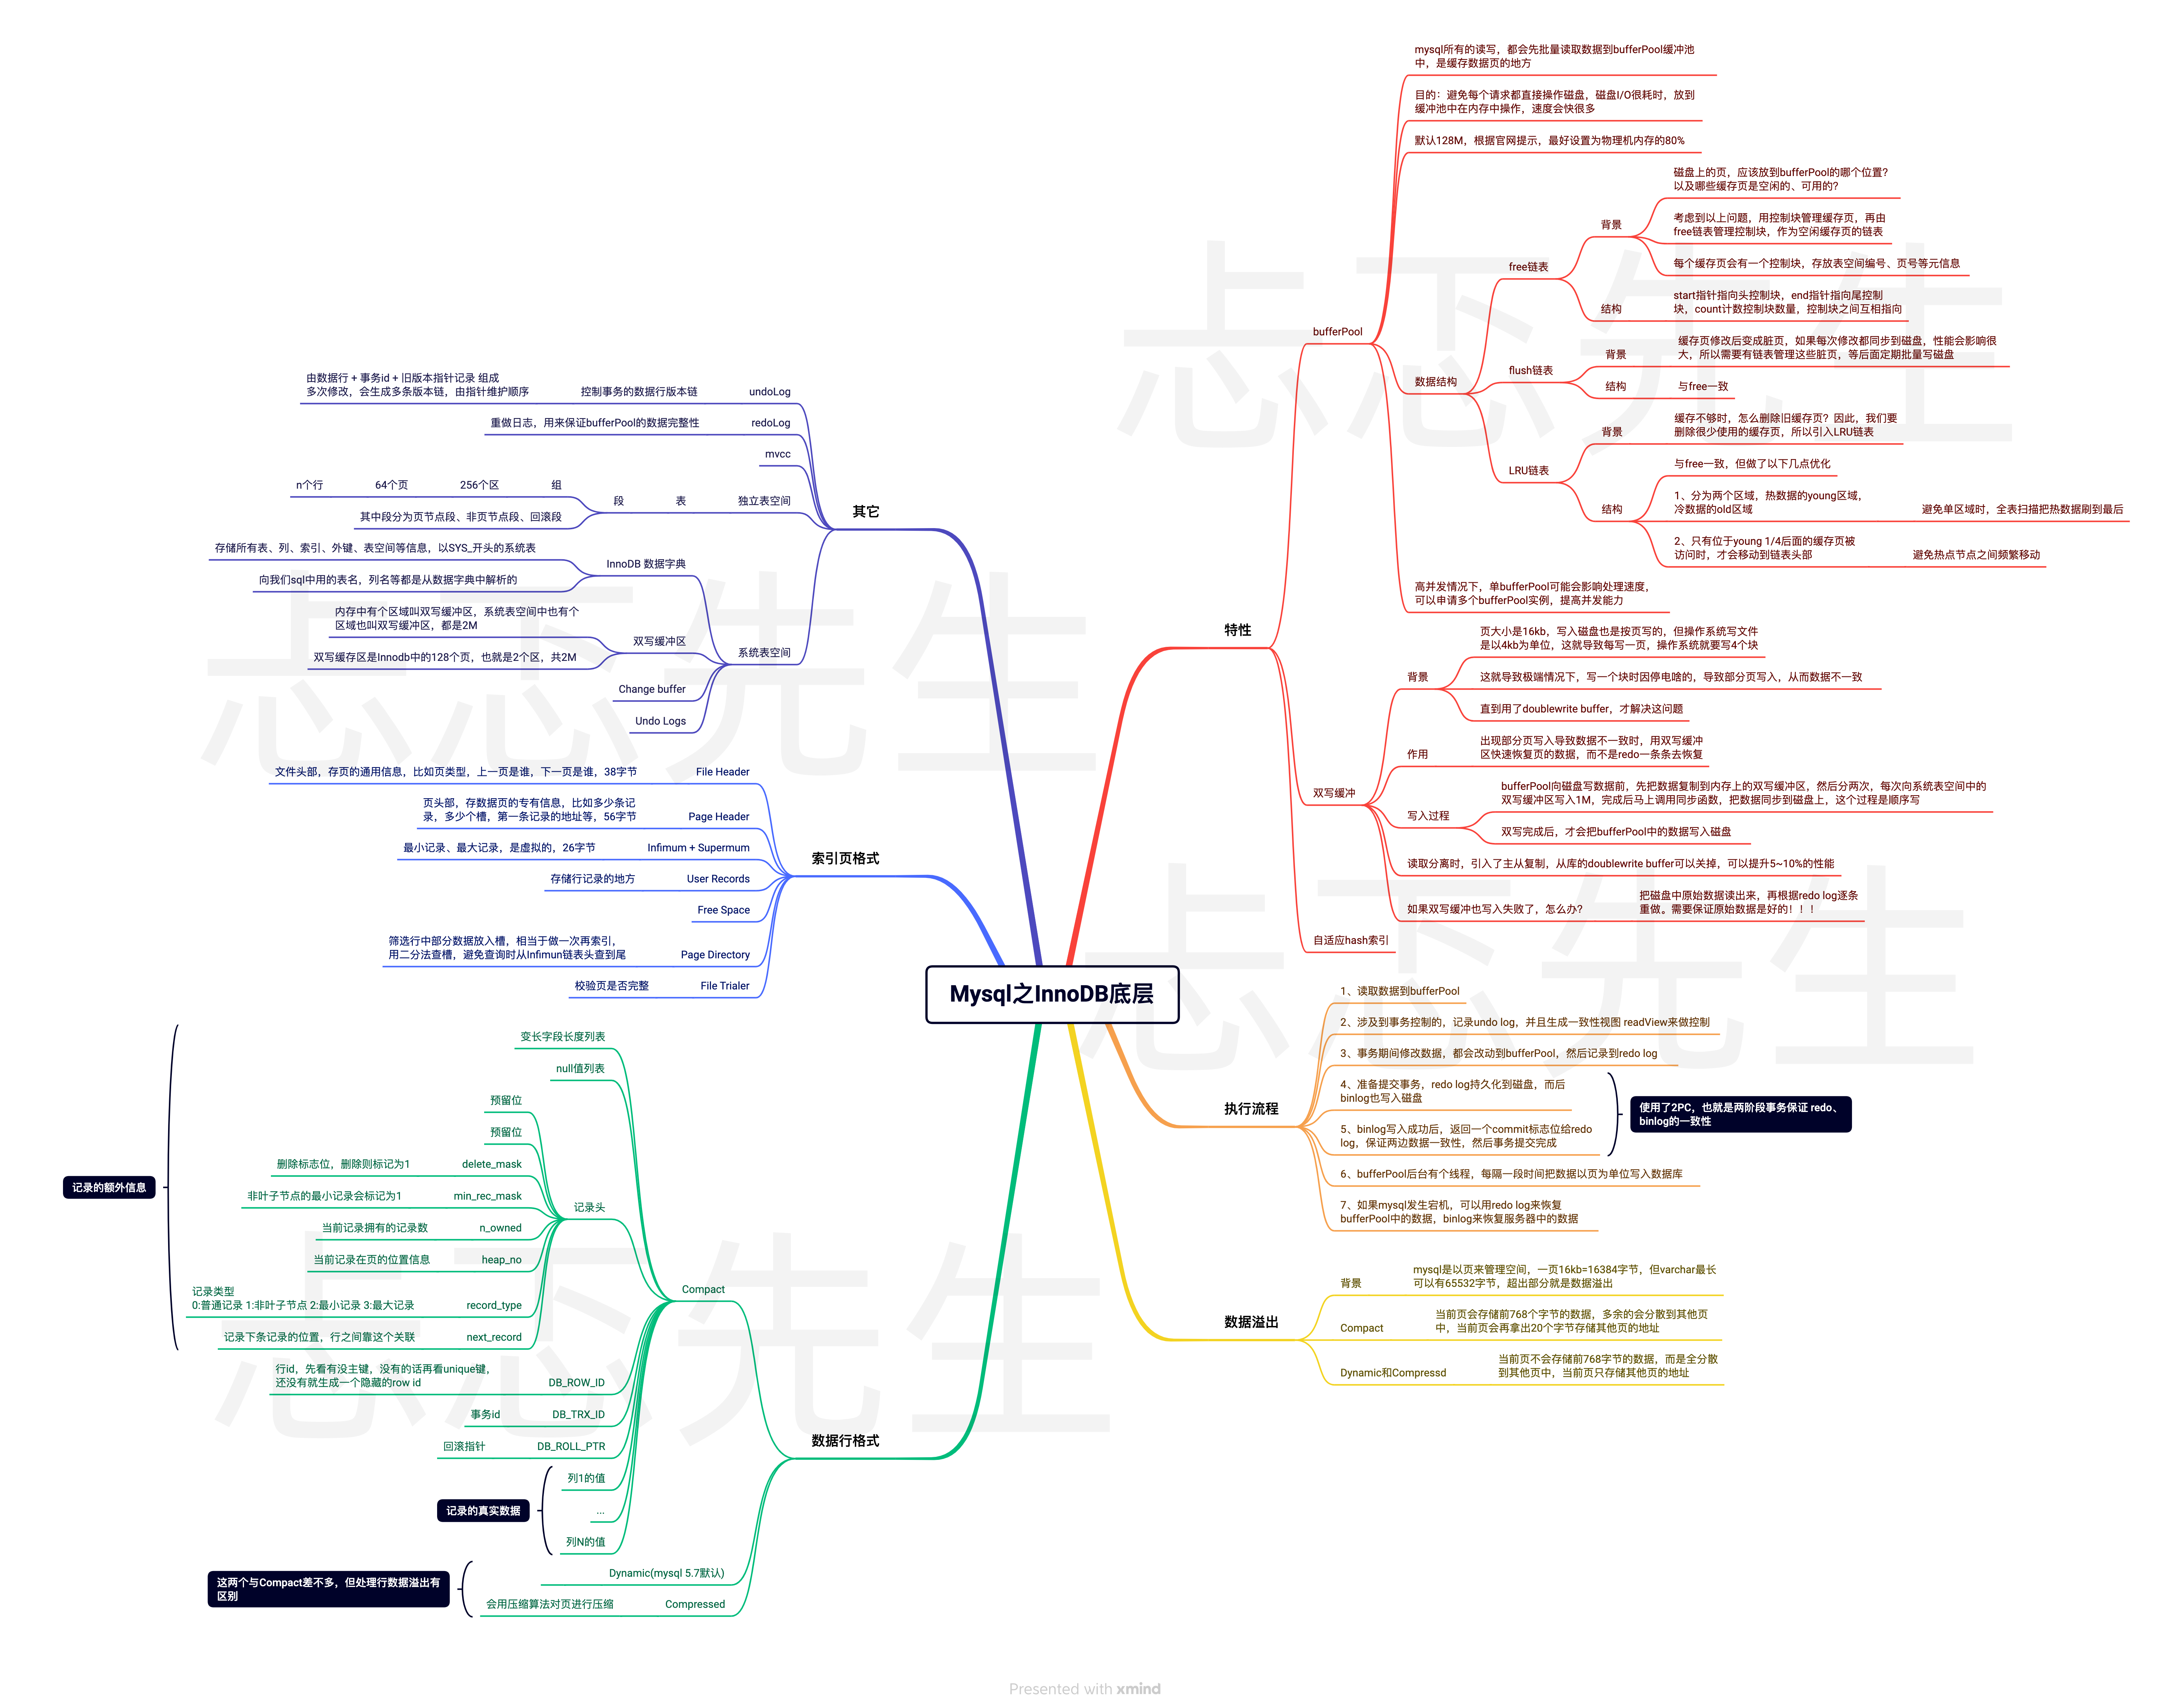 Mysql之InnoDB底层
特性
bufferPool
mysql所有的读写，都会先批量读取数据到bufferPool缓冲池
中，是缓存数据页的地方
目的：避免每个请求都直接操作磁盘，磁盘I/O很耗时，放到
缓冲池中在内存中操作，速度会快很多
默认128M，根据官网提示，最好设置为物理机内存的80%
数据结构
free链表
背景
磁盘上的页，应该放到bufferPool的哪个位置？
以及哪些缓存页是空闲的、可用的？
考虑到以上问题，用控制块管理缓存页，再由
free链表管理控制块，作为空闲缓存页的链表
每个缓存页会有一个控制块，存放表空间编号、页号等元信息
结构
start指针指向头控制块，end指针指向尾控制
块，count计数控制块数量，控制块之间互相指向
flush链表
背景
缓存页修改后变成脏页，如果每次修改都同步到磁盘，性能会影响很
大，所以需要有链表管理这些脏页，等后面定期批量写磁盘
结构
与free一致
LRU链表
背景
缓存不够时，怎么删除旧缓存页？因此，我们要
删除很少使用的缓存页，所以引入LRU链表
结构
与free一致，但做了以下几点优化
1、分为两个区域，热数据的young区域，
冷数据的old区域
避免单区域时，全表扫描把热数据刷到最后
2、只有位于young 1/4后面的缓存页被
访问时，才会移动到链表头部
避免热点节点之间频繁移动
高并发情况下，单bufferPool可能会影响处理速度，
可以申请多个bufferPool实例，提高并发能力
双写缓冲
背景
页大小是16kb，写入磁盘也是按页写的，但操作系统写文件
是以4kb为单位，这就导致每写一页，操作系统就要写4个块
这就导致极端情况下，写一个块时因停电啥的，导致部分页写入，从而数据不一致
直到用了doublewrite buffer，才解决这问题
作用
出现部分页写入导致数据不一致时，用双写缓冲
区快速恢复页的数据，而不是redo一条条去恢复
写入过程
bufferPool向磁盘写数据前，先把数据复制到内存上的双写缓冲区，然后分两次，每次向系统表空间中的
双写缓冲区写入1M，完成后马上调用同步函数，把数据同步到磁盘上，这个过程是顺序写
双写完成后，才会把bufferPool中的数据写入磁盘
读取分离时，引入了主从复制，从库的doublewrite buffer可以关掉，可以提升5~10%的性能
如果双写缓冲也写入失败了，怎么办？
把磁盘中原始数据读出来，再根据redo log逐条
重做。需要保证原始数据是好的！！！
自适应hash索引
执行流程
1、读取数据到bufferPool
2、涉及到事务控制的，记录undo log，并且生成一致性视图 readView来做控制
3、事务期间修改数据，都会改动到bufferPool，然后记录到redo log
4、准备提交事务，redo log持久化到磁盘，而后
binlog也写入磁盘
5、binlog写入成功后，返回一个commit标志位给redo
log，保证两边数据一致性，然后事务提交完成
使用了2PC，也就是两阶段事务保证 redo、
binlog的一致性
6、bufferPool后台有个线程，每隔一段时间把数据以页为单位写入数据库
7、如果mysql发生宕机，可以用redo log来恢复
bufferPool中的数据，binlog来恢复服务器中的数据
数据溢出
背景
mysql是以页来管理空间，一页16kb=16384字节，但varchar最长
可以有65532字节，超出部分就是数据溢出
Compact
当前页会存储前768个字节的数据，多余的会分散到其他页
中，当前页会再拿出20个字节存储其他页的地址
Dynamic和Compressd
当前页不会存储前768字节的数据，而是全分散
到其他页中，当前页只存储其他页的地址
其它
undoLog
控制事务的数据行版本链
由数据行 + 事务id + 旧版本指针记录 组成
多次修改，会生成多条版本链，由指针维护顺序
redoLog
重做日志，用来保证bufferPool的数据完整性
mvcc
独立表空间
表
段
组
256个区
64个页
n个行
其中段分为页节点段、非页节点段、回滚段
系统表空间
InnoDB 数据字典
存储所有表、列、索引、外键、表空间等信息，以SYS_开头的系统表
向我们sql中用的表名，列名等都是从数据字典中解析的
双写缓冲区
内存中有个区域叫双写缓冲区，系统表空间中也有个
区域也叫双写缓冲区，都是2M
双写缓存区是Innodb中的128个页，也就是2个区，共2M
Change buffer
Undo Logs
索引页格式
File Header
文件头部，存页的通用信息，比如页类型，上一页是谁，下一页是谁，38字节
Page Header
页头部，存数据页的专有信息，比如多少条记
录，多少个槽，第一条记录的地址等，56字节
Infimum + Supermum
最小记录、最大记录，是虚拟的，26字节
User Records
存储行记录的地方
Free Space
Page Directory
筛选行中部分数据放入槽，相当于做一次再索引，
用二分法查槽，避免查询时从Infimun链表头查到尾
File Trialer
校验页是否完整
数据行格式
Compact
变长字段长度列表
null值列表
记录头
预留位
预留位
delete_mask
删除标志位，删除则标记为1
min_rec_mask
非叶子节点的最小记录会标记为1
n_owned
当前记录拥有的记录数
heap_no
当前记录在页的位置信息
record_type
记录类型
0:普通记录 1:非叶子节点 2:最小记录 3:最大记录
next_record
记录下条记录的位置，行之间靠这个关联
记录的额外信息
DB_ROW_ID
行id，先看有没主键，没有的话再看unique键，
还没有就生成一个隐藏的row id
DB_TRX_ID
事务id
DB_ROLL_PTR
回滚指针
列1的值
...
列N的值
记录的真实数据
Dynamic(mysql 5.7默认)
Compressed
会用压缩算法对页进行压缩
这两个与Compact差不多，但处理行数据溢出有
区别
忐忑先生
忐忑先生
忐忑先生
忐忑先生
Presented with xmind